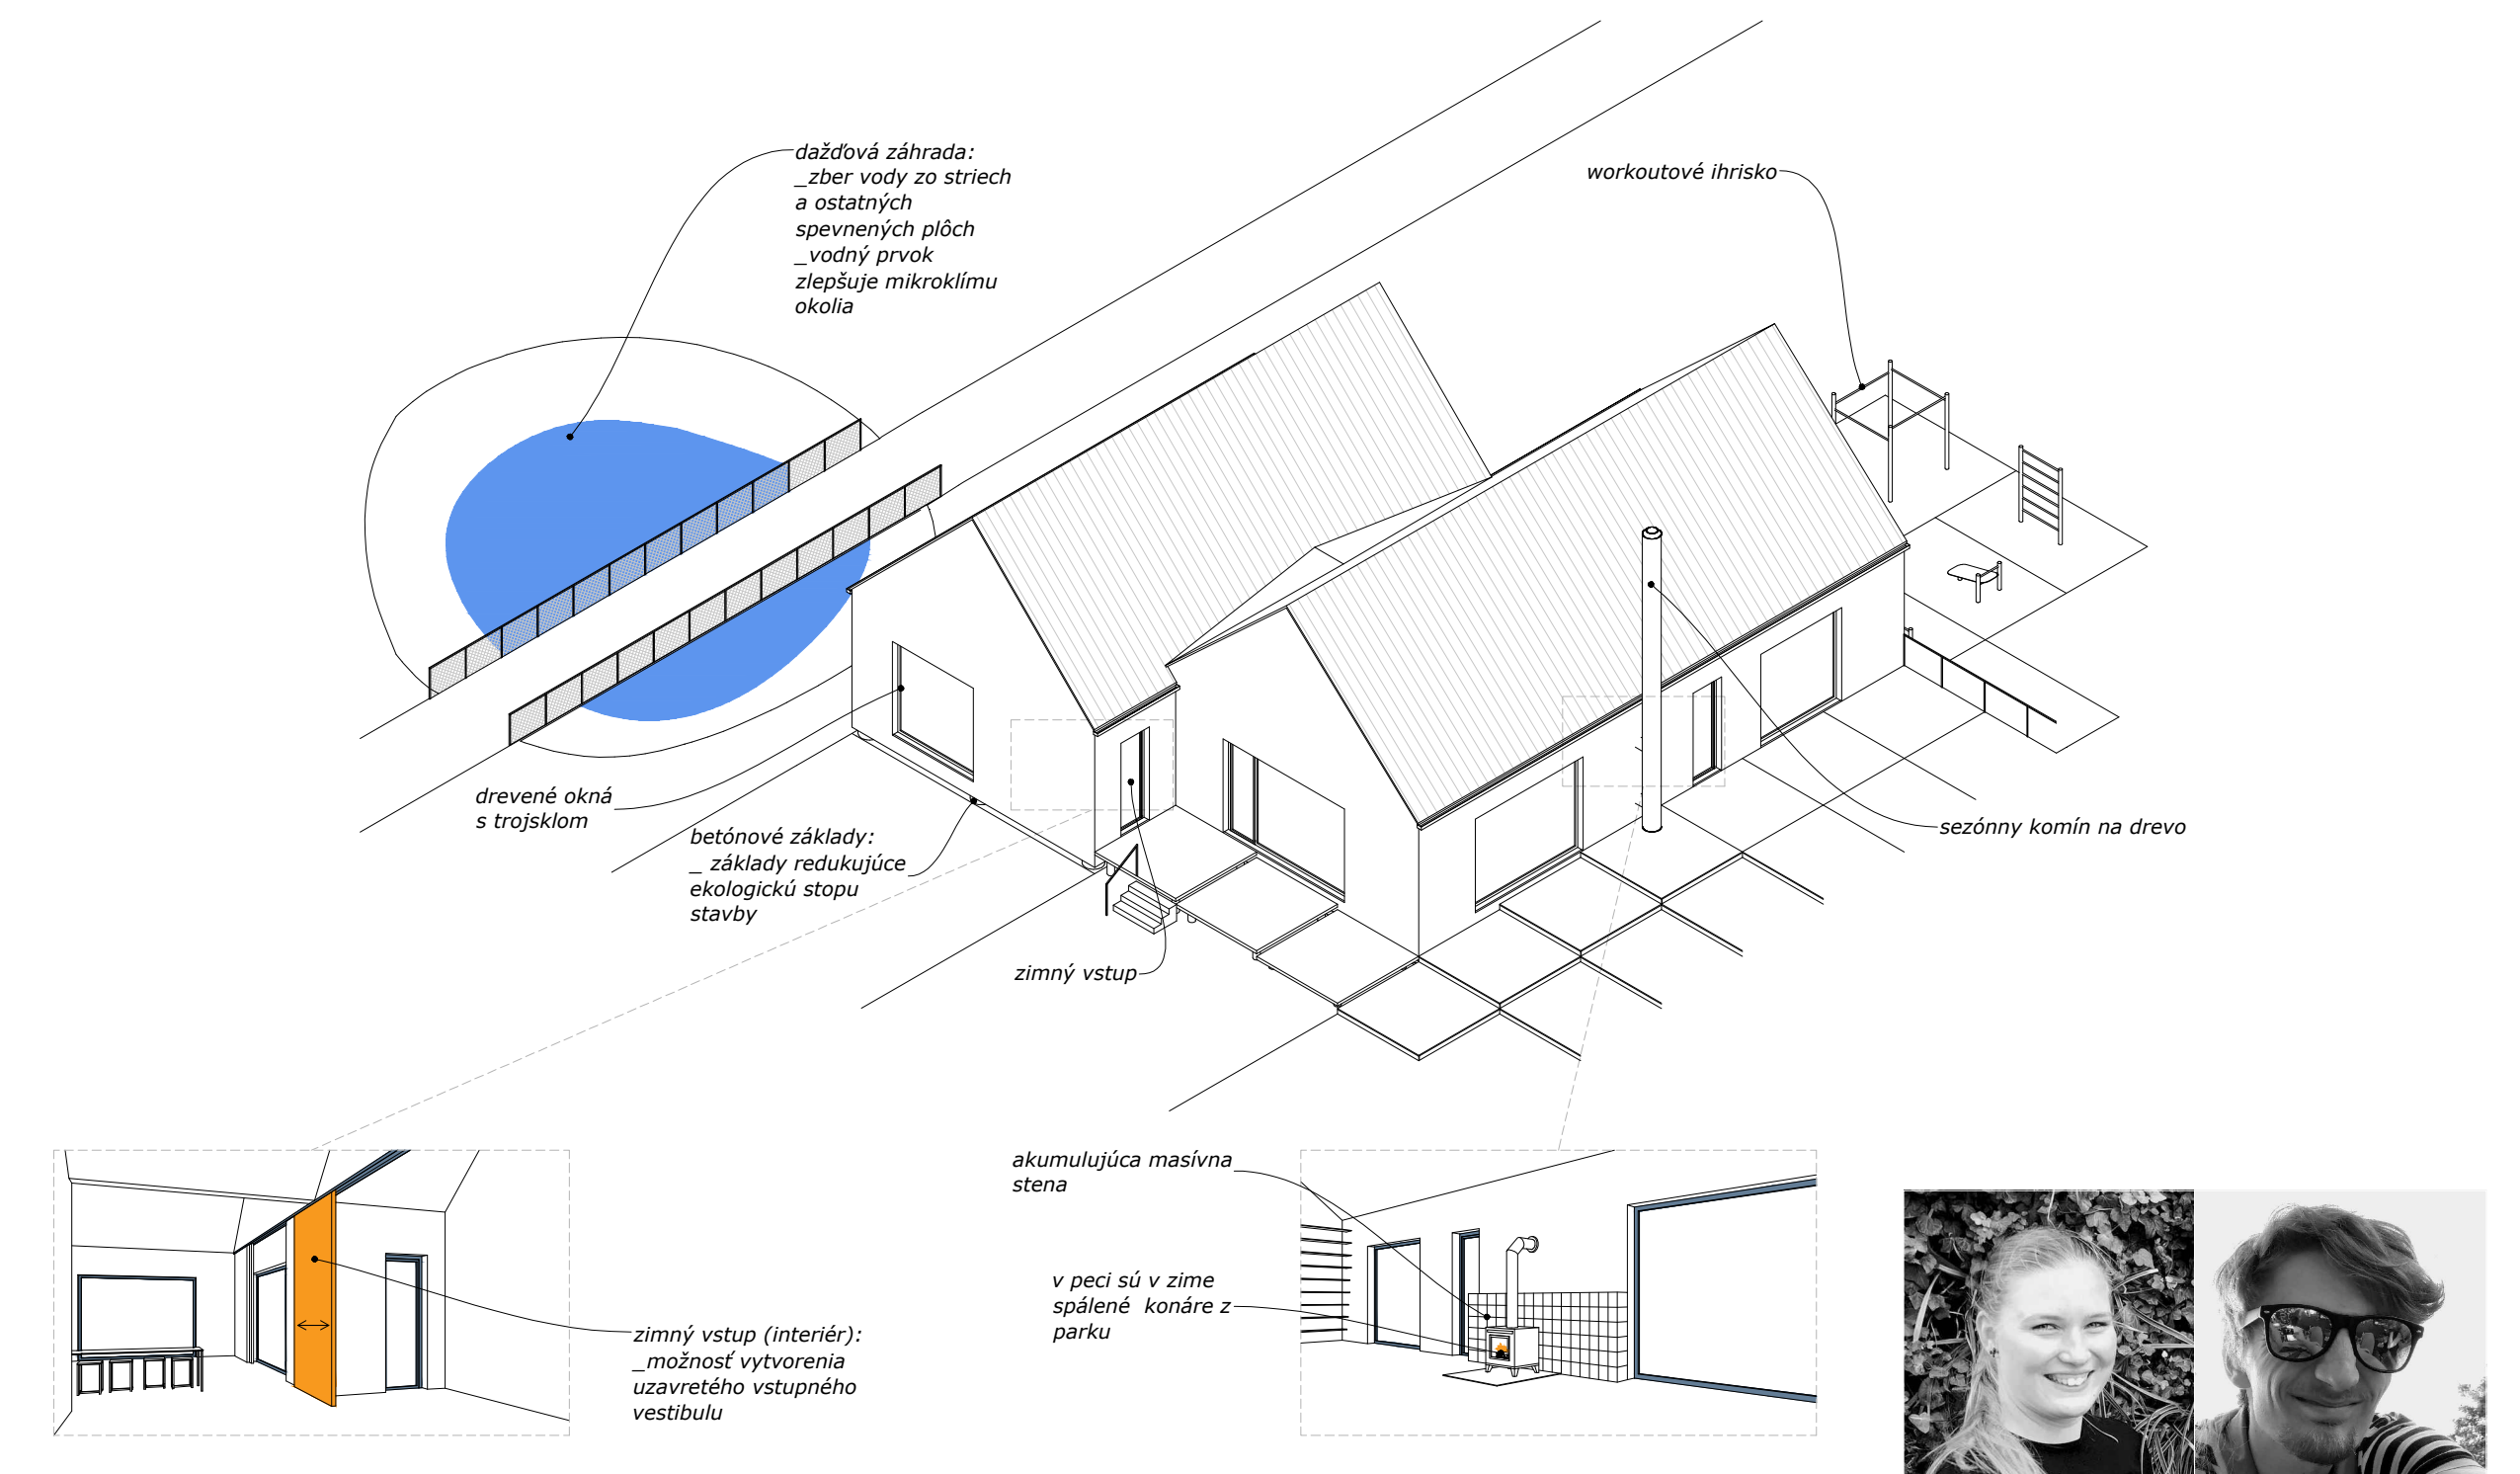 dažďová záhrada:
_zber vody zo striech
a ostatných
spevnených plôch
_vodný prvok
zlepšuje mikroklímu
okolia
workoutové ihrisko
drevené okná
s trojsklom
betónové základy:
_ základy redukujúce
ekologickú stopu
stavby
sezónny komín na drevo
zimný vstup
akumulujúca masívna
stena
v peci sú v zime
spálené  konáre z
parku
zimný vstup (interiér):
_možnosť vytvorenia
uzavretého vstupného
vestibulu